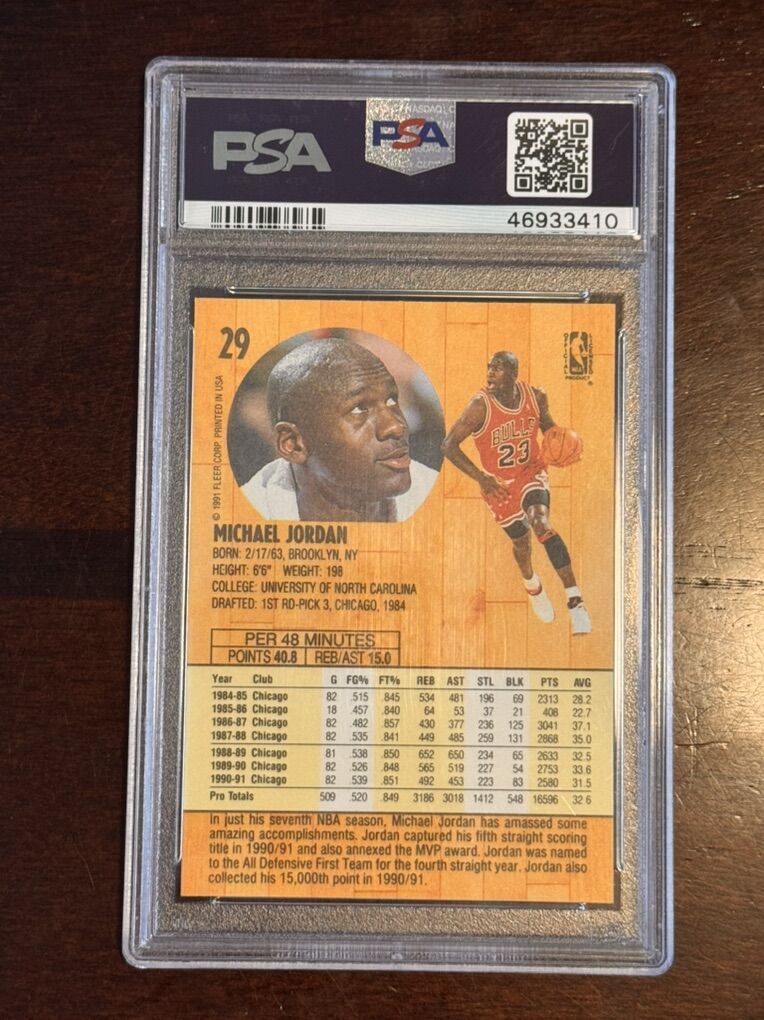 PSA
PSA
46933410
29
OFFICIAL LICENSED
NBA
PRODUCT ®
© 1991 FLEER CORP. PRINTED IN USA
BULLS
23
MICHAEL JORDAN
BORN: 2/17/63, BROOKLYN, NY
HEIGHT: 6'6" WEIGHT: 198
COLLEGE: UNIVERSITY OF NORTH CAROLINA
DRAFTED: 1ST RD-PICK 3, CHICAGO, 1984
PER 48 MINUTES
POINTS 40.8 REB/AST 15.0
Year Club G FG% FT% REB AST STL BLK PTS AVG
1984-85 Chicago 82 .515 .845 534 481 196 69 2313 28.2
1985-86 Chicago 18 .457 .840 64 53 37 21 408 22.7
1986-87 Chicago 82 .482 .857 430 377 236 125 3041 37.1
1987-88 Chicago 82 .535 .841 449 485 259 131 2868 35.0
1988-89 Chicago 81 .538 .850 652 650 234 65 2633 32.5
1989-90 Chicago 82 .526 .848 565 519 227 54 2753 33.6
1990-91 Chicago 82 .539 .851 492 453 223 83 2580 31.5
Pro Totals 509 .520 .849 3186 3018 1412 548 16596 32.6
In just his seventh NBA season, Michael Jordan has amassed some
amazing accomplishments. Jordan captured his fifth straight scoring
title in 1990/91 and also annexed the MVP award. Jordan was named
to the All Defensive First Team for the fourth straight year. Jordan also
collected his 15,000th point in 1990/91.